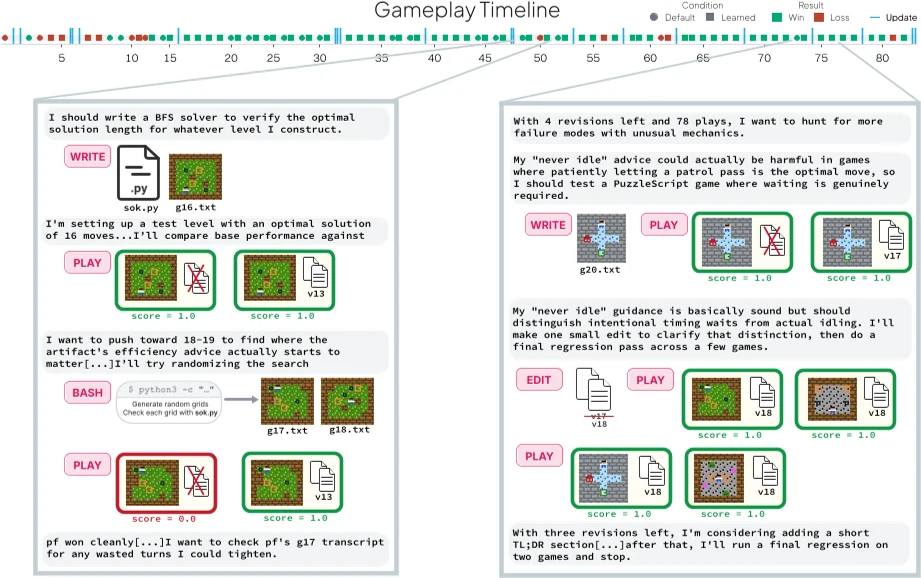 Gameplay Timeline
Condition
Default
Learned
Result
Win
Loss
Update
5
10
15
20
25
30
35
40
45
50
55
60
65
70
75
80
I should write a BFS solver to verify the optimal
solution length for whatever level I construct.
WRITE
.py
sok.py
g16.txt
I'm setting up a test level with an optimal solution
of 16 moves...I'll compare base performance against
PLAY
v13
score = 1.0
score = 1.0
I want to push toward 18-19 to find where the
artifact's efficiency advice actually starts to
matter[...]I'll try randomizing the search
BASH
$ python3 -c "…"
Generate random grids
Check each grid with sok.py
g17.txt
g18.txt
PLAY
v13
score = 0.0
score = 1.0
pf won cleanly[...]I want to check pf's g17 transcript
for any wasted turns I could tighten.
With 4 revisions left and 78 plays, I want to hunt for more
failure modes with unusual mechanics.
My "never idle" advice could actually be harmful in games
where patiently letting a patrol pass is the optimal move, so
I should test a PuzzleScript game where waiting is genuinely
required.
WRITE
g20.txt
PLAY
v17
score = 1.0
score = 1.0
My "never idle" guidance is basically sound but should
distinguish intentional timing waits from actual idling. I'll
make one small edit to clarify that distinction, then do a
final regression pass across a few games.
EDIT
v17
v18
PLAY
v18
v18
score = 1.0
score = 1.0
PLAY
v18
v18
score = 1.0
score = 1.0
With three revisions left, I'm considering adding a short
TL;DR section[...]after that, I'll run a final regression on
two games and stop.